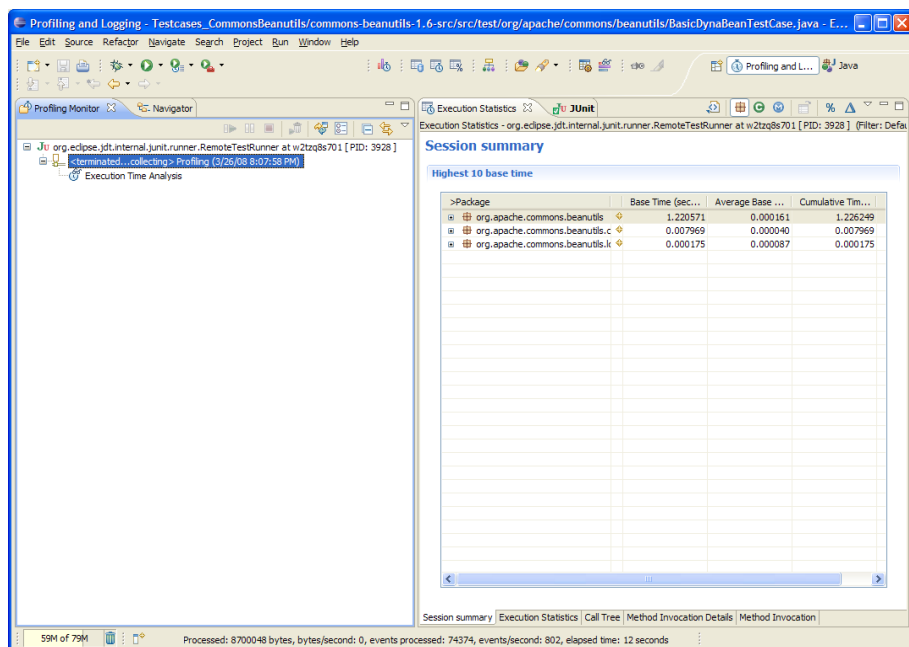 Profiling and Logging - Testcases_CommonsBeanutils/commons-beanutils-1.6-src/src/test/org/apache/commons/beanutils/BasicDynaBeanTestCase.java - E...
File Edit Source Refactor Navigate Search Project Run Window Help
Profiling and L... Java
Profiling Monitor Navigator
Execution Statistics JU JUnit
Execution Statistics - org.eclipse.jdt.internal.junit.runner.RemoteTestRunner at w2tzq8s701 [ PID: 3928 ] (Filter: Defau
Ju org.eclipse.jdt.internal.junit.runner.RemoteTestRunner at w2tzq8s701 [ PID: 3928 ]
<terminated...collecting> Profiling (3/26/08 8:07:58 PM)
Execution Time Analysis
Session summary
Highest 10 base time
>Package Base Time (sec... Average Base ... Cumulative Tim...
org.apache.commons.beanutils 1.220571 0.000161 1.226249
org.apache.commons.beanutils.c 0.007969 0.000040 0.007969
org.apache.commons.beanutils.lo 0.000175 0.000087 0.000175
Session summary Execution Statistics Call Tree Method Invocation Details Method Invocation
59M of 79M Processed: 8700048 bytes, bytes/second: 0, events processed: 74374, events/second: 802, elapsed time: 12 seconds